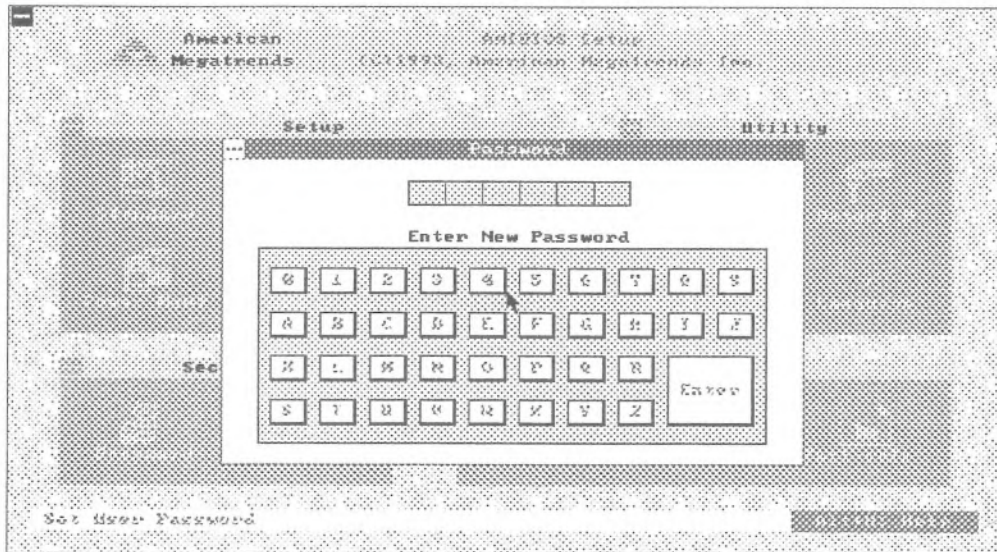 American
Megatrends
AMIBIOS Setup
(C)1993, American Megatrends Inc.
Setup
Utility
Password
Enter New Password
0 1 2 3 4 5 6 7 8 9
A B C D E F G H I J
K L M N O P Q R
Enter
S T U V W X Y Z
Sec
Set User Password